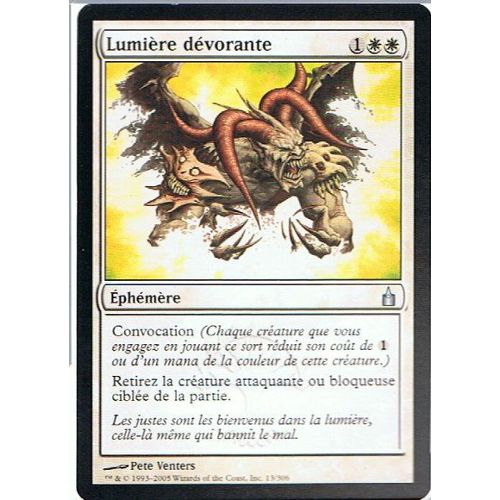 Lumière dévorante 1
Éphémère
Convocation (Chaque créature que vous
engagez en jouant ce sort réduit son coût de 1
ou d'un mana de la couleur de cette créature.)
Retirez la créature attaquante ou bloqueuse
ciblée de la partie.
Les justes sont les bienvenus dans la lumière,
celle-là même qui bannit le mal.
Pete Venters
™ & © 1993–2005 Wizards of the Coast, Inc. 13/306